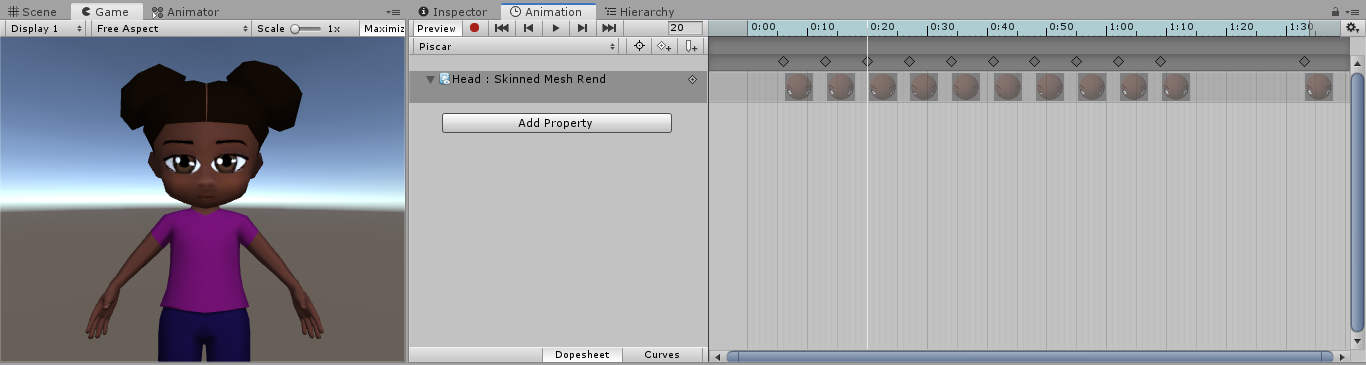 Scene Game Animator
Display 1 Free Aspect Scale 1x Maximiz
Inspector Animation Hierarchy
Preview 20
Piscar
Head : Skinned Mesh Rend
Add Property
Dopesheet Curves
0:00 0:10 0:20 0:30 0:40 0:50 1:00 1:10 1:20 1:30